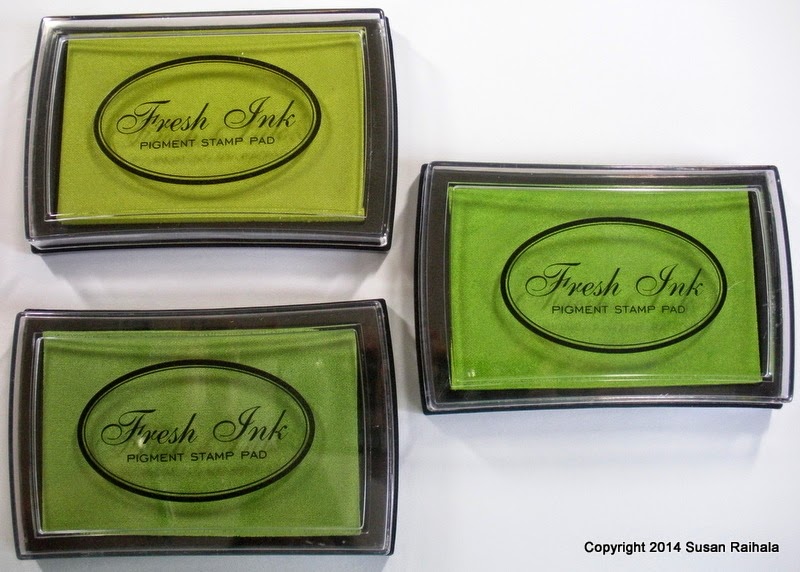 Fresh Ink
PIGMENT STAMP PAD
Fresh Ink
PIGMENT STAMP PAD
Fresh Ink
PIGMENT STAMP PAD
Copyright 2014 Susan Raihala